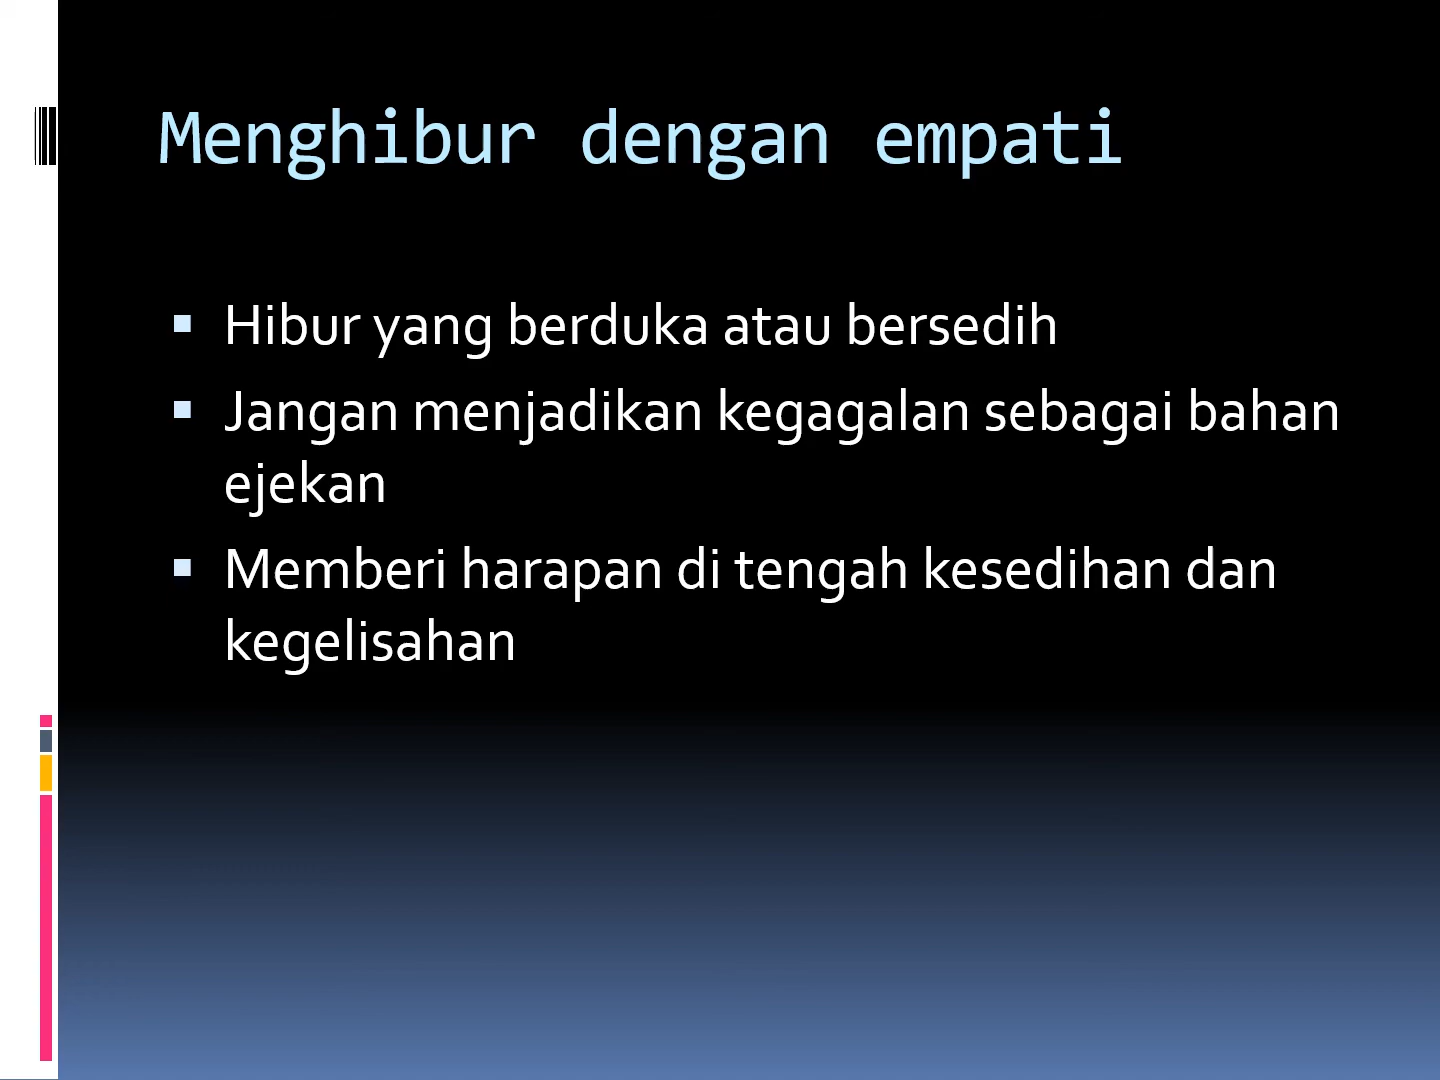 Menghibur dengan empati
Hibur yang berduka atau bersedih
Jangan menjadikan kegagalan sebagai bahan
ejekan
Memberi harapan di tengah kesedihan dan
kegelisahan